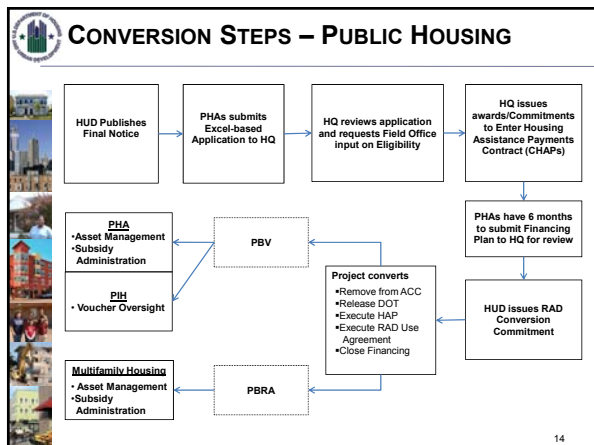 CONVERSION STEPS – PUBLIC HOUSING
HUD Publishes
Final Notice
PHAs submits
Excel-based
Application to HQ
HQ reviews application
and requests Field Office
input on Eligibility
HQ issues
awards/Commitments
to Enter Housing
Assistance Payments
Contract (CHAPs)
PHAs have 6 months
to submit Financing
Plan to HQ for review
HUD issues RAD
Conversion
Commitment
Project converts
▪Remove from ACC
▪Release DOT
▪Execute HAP
▪Execute RAD Use
Agreement
▪Close Financing
PBV
PHA
•Asset Management
•Subsidy
Administration
PIH
• Voucher Oversight
PBRA
Multifamily Housing
• Asset Management
•Subsidy
Administration
14